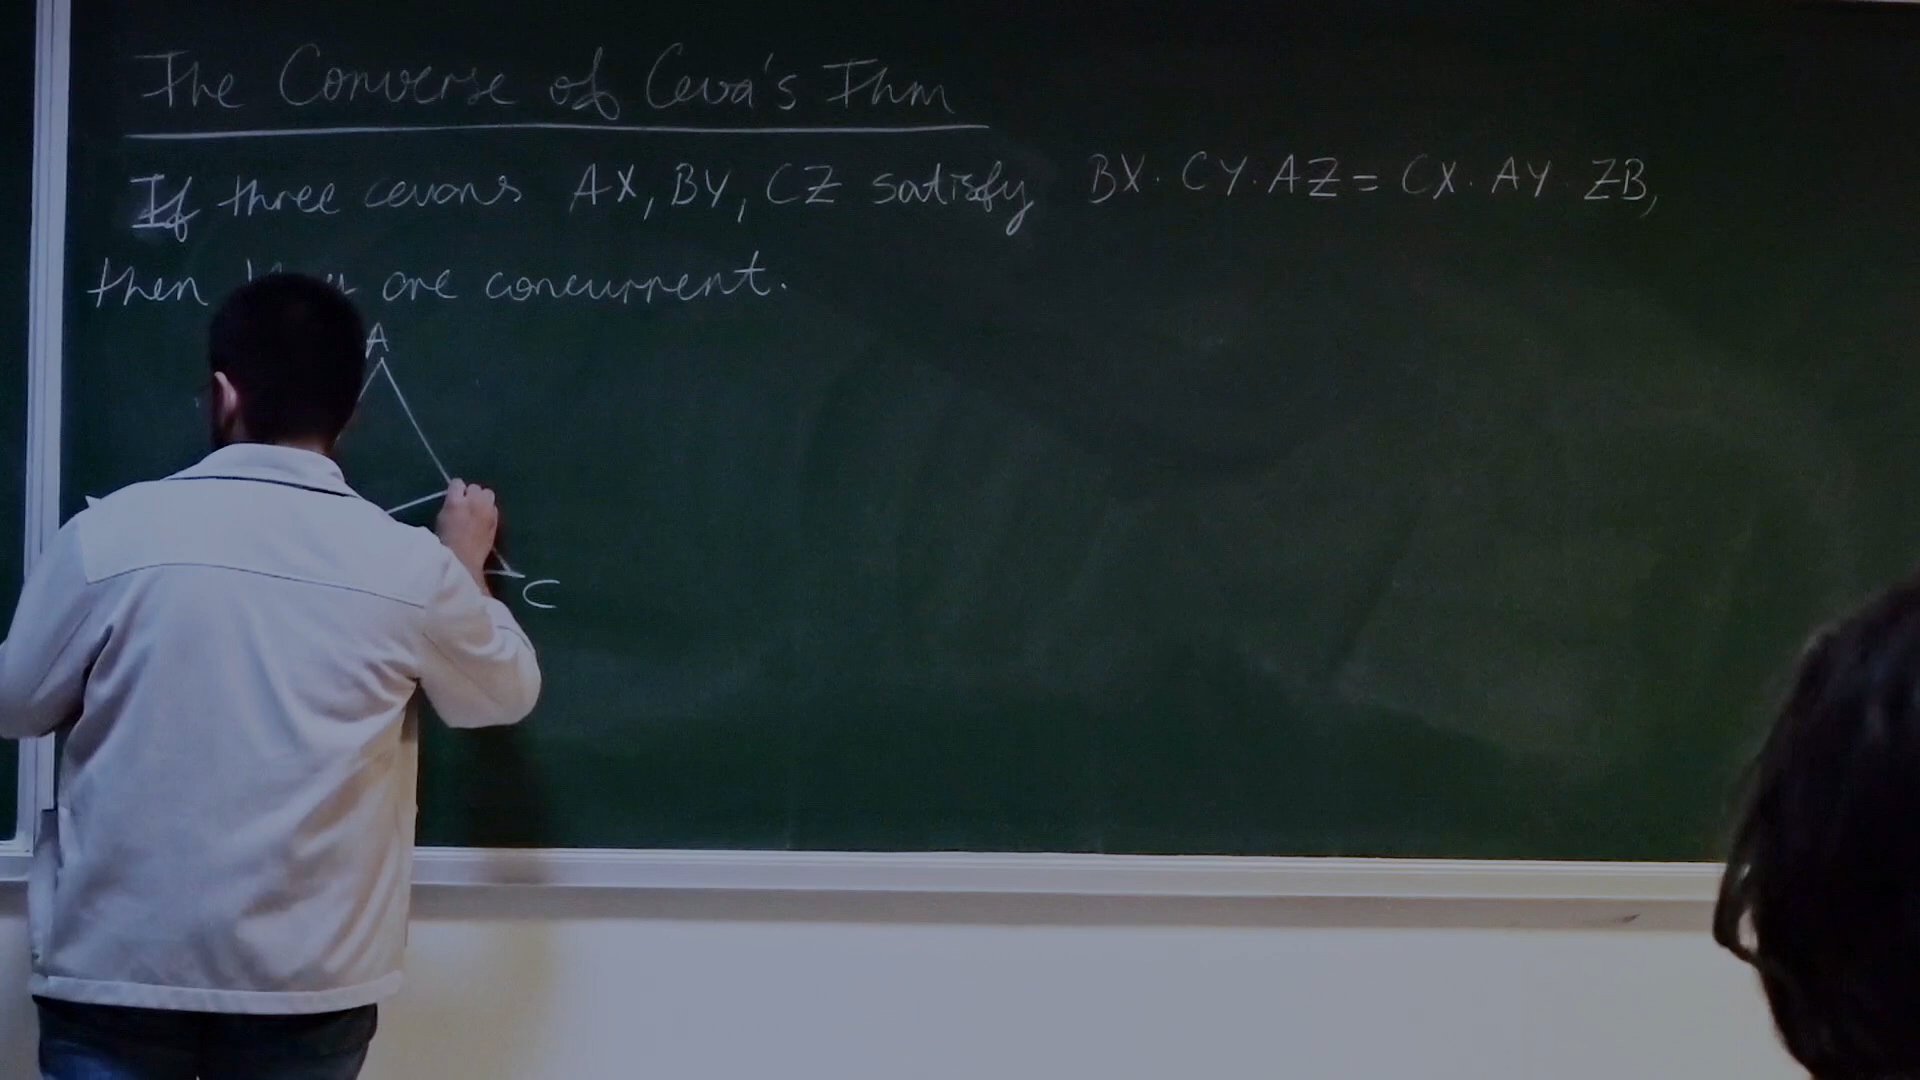 The Converse of Ceva's Thm
If three cevans AX, BY, CZ satisfy BX · CY · AZ = CX · AY · ZB,
then are concurrent.
A
C